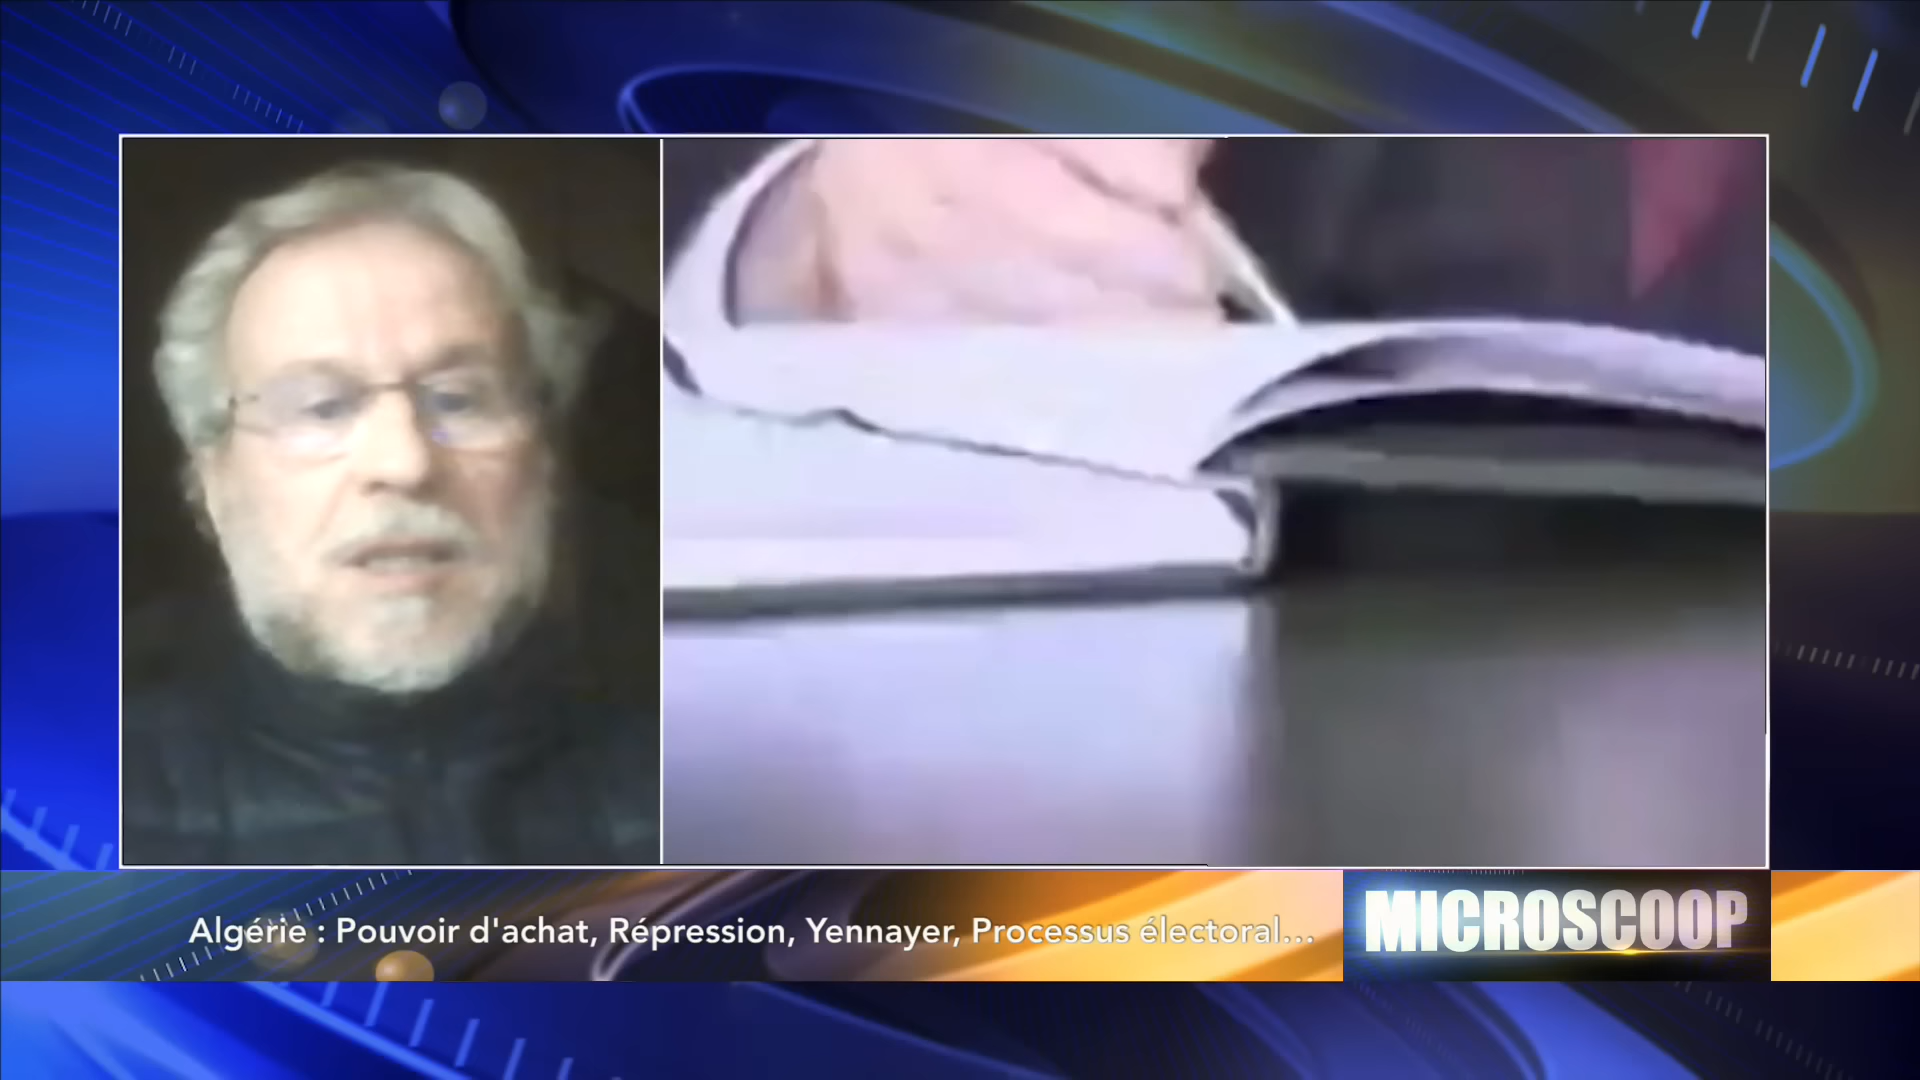 Algérie : Pouvoir d'achat, Répression, Yennayer, Processus électoral...
MICROSCOOP